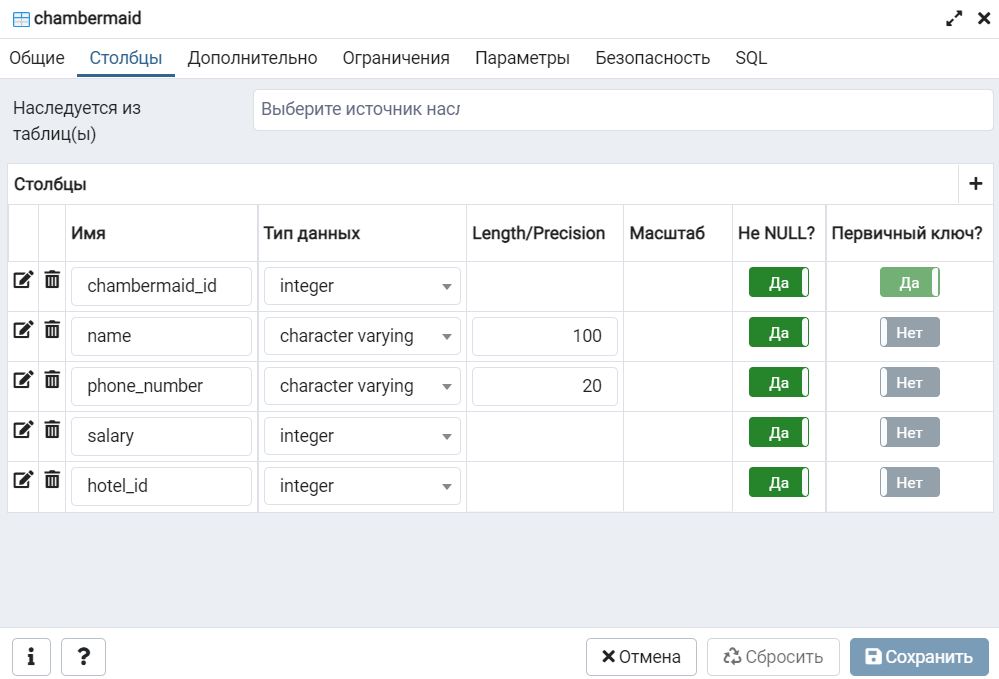 chambermaid
Общие Столбцы Дополнительно Ограничения Параметры Безопасность SQL
Наследуется из
таблиц(ы)
Выберите источник насл
Столбцы
Имя Тип данных Length/Precision Масштаб Не NULL? Первичный ключ?
chambermaid_id integer Да Да
name character varying 100 Да Нет
phone_number character varying 20 Да Нет
salary integer Да Нет
hotel_id integer Да Нет
i ? Отмена Сбросить Сохранить